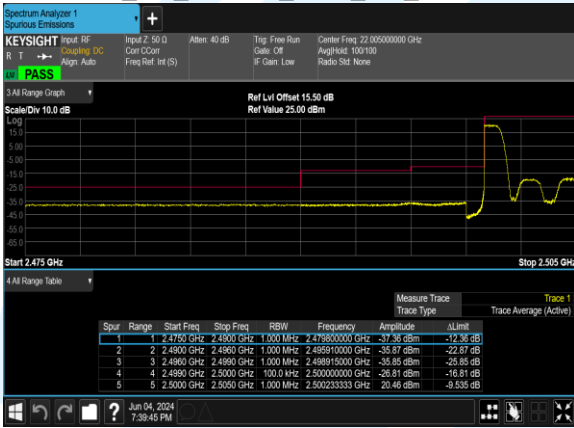 Spectrum Analyzer 1
Spurious Emissions
KEYSIGHT Input: RF Input Z: 50 Ω Atten: 40 dB Trig: Free Run Center Freq: 22.005000000 GHz
R T Coupling: DC Corr CCorr Gate: Off Avg|Hold: 100/100
Align: Auto Freq Ref: Int (S) IF Gain: Low Radio Std: None
PASS
3 All Range Graph
Ref Lvl Offset 15.50 dB
Scale/Div 10.0 dB Ref Value 25.00 dBm
Log
15.0
5.00
-5.00
-15.0
-25.0
-35.0
-45.0
-55.0
-65.0
Start 2.475 GHz Stop 2.505 GHz
4 All Range Table
Measure Trace Trace 1
Trace Type Trace Average (Active)
Spur Range Start Freq Stop Freq RBW Frequency Amplitude ΔLimit
1 1 2.4750 GHz 2.4900 GHz 1.000 MHz 2.479800000 GHz -37.36 dBm -12.36 dB
2 2 2.4900 GHz 2.4960 GHz 1.000 MHz 2.495910000 GHz -35.87 dBm -22.87 dB
3 3 2.4960 GHz 2.4990 GHz 1.000 MHz 2.498915000 GHz -35.85 dBm -25.85 dB
4 4 2.4990 GHz 2.5000 GHz 100.0 kHz 2.500000000 GHz -26.81 dBm -16.81 dB
5 5 2.5000 GHz 2.5050 GHz 1.000 MHz 2.500233333 GHz 20.46 dBm -9.535 dB
Jun 04, 2024
7:39:45 PM